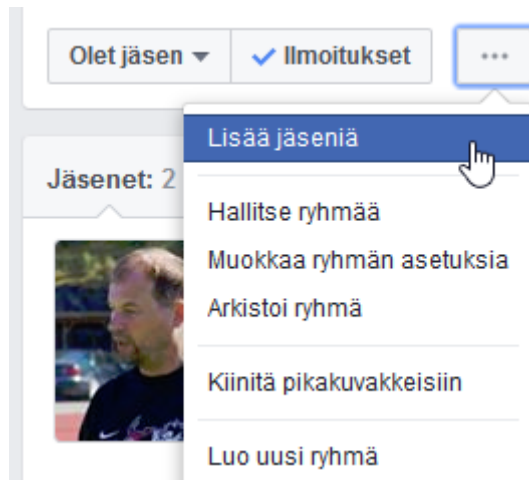 Olet jäsen
Ilmoitukset
...
Lisää jäseniä
Jäsenet: 2
Hallitse ryhmää
Muokkaa ryhmän asetuksia
Arkistoi ryhmä
Kiinitä pikakuvakkeisiin
Luo uusi ryhmä